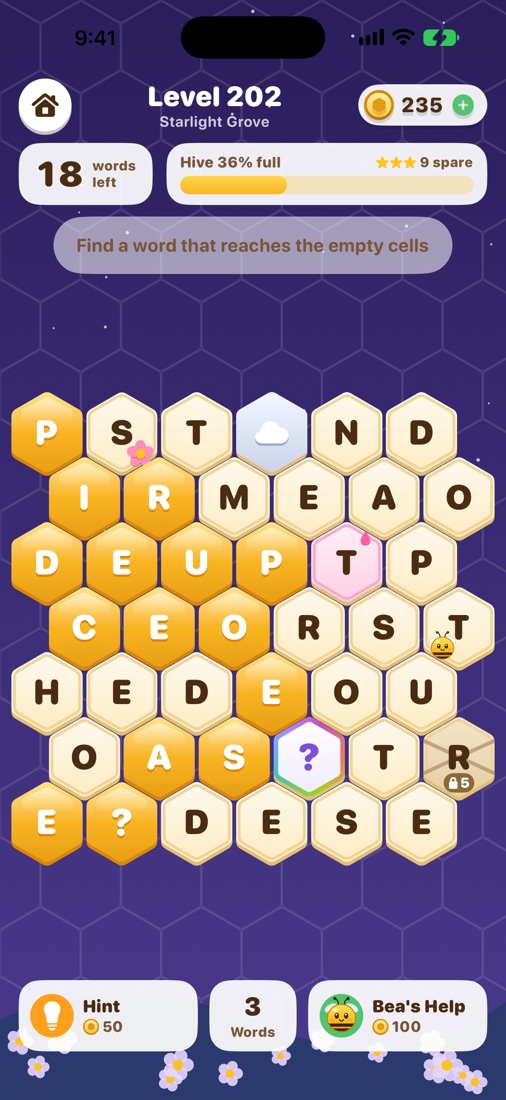 9:41
Level 202
Starlight Grove
235
+
18 words left
Hive 36% full
9 spare
Find a word that reaches the empty cells
P S T N D
I R M E A O
D E U P T P
C E O R S T
H E D E O U
O A S ? T R
5
E ? D E S E
Hint
50
3
Words
Bea's Help
100